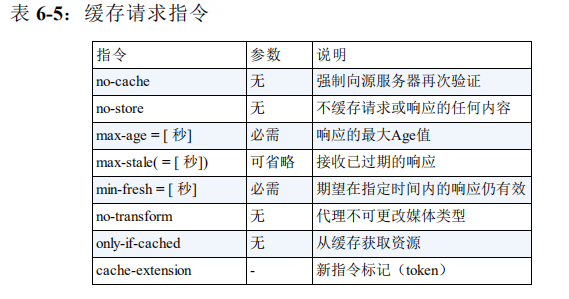 表 6-5：缓存请求指令
指令 参数 说明
no-cache 无 强制向源服务器再次验证
no-store 无 不缓存请求或响应的任何内容
max-age = [ 秒] 必需 响应的最大Age值
max-stale( = [ 秒]) 可省略 接收已过期的响应
min-fresh = [ 秒] 必需 期望在指定时间内的响应仍有效
no-transform 无 代理不可更改媒体类型
only-if-cached 无 从缓存获取资源
cache-extension - 新指令标记（token）